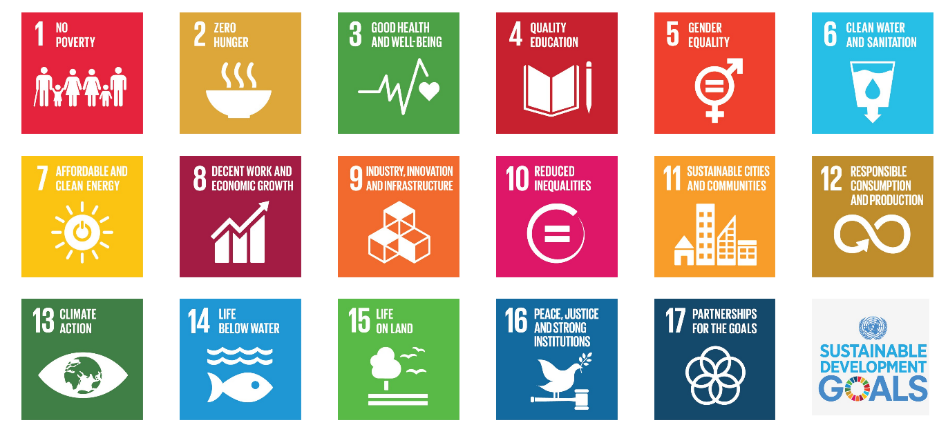 1 NO
POVERTY
2 ZERO
HUNGER
3 GOOD HEALTH
AND WELL-BEING
4 QUALITY
EDUCATION
5 GENDER
EQUALITY
6 CLEAN WATER
AND SANITATION
7 AFFORDABLE AND
CLEAN ENERGY
8 DECENT WORK AND
ECONOMIC GROWTH
9 INDUSTRY, INNOVATION
AND INFRASTRUCTURE
10 REDUCED
INEQUALITIES
11 SUSTAINABLE CITIES
AND COMMUNITIES
12 RESPONSIBLE
CONSUMPTION
AND PRODUCTION
13 CLIMATE
ACTION
14 LIFE
BELOW WATER
15 LIFE
ON LAND
16 PEACE, JUSTICE
AND STRONG
INSTITUTIONS
17 PARTNERSHIPS
FOR THE GOALS
SUSTAINABLE
DEVELOPMENT
GOALS